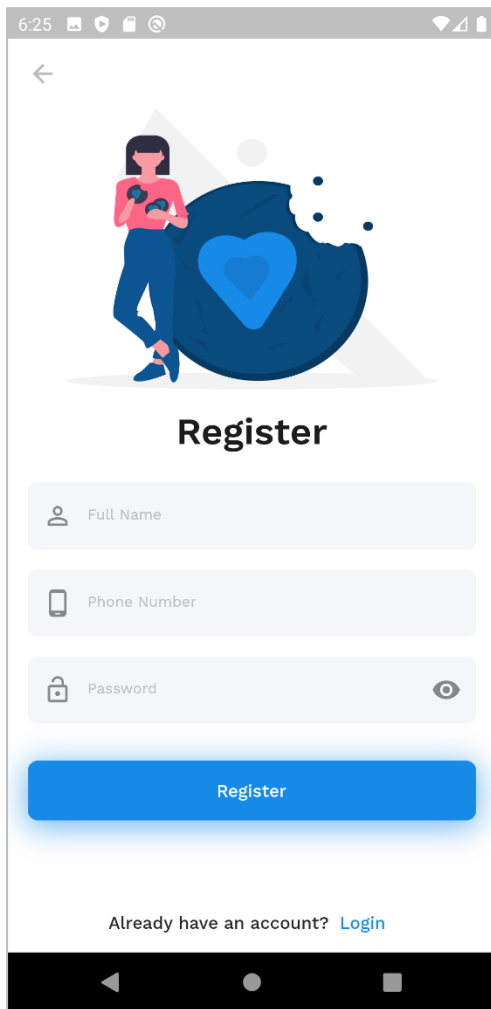 6:25
Register
Full Name
Phone Number
Password
Register
Already have an account? Login